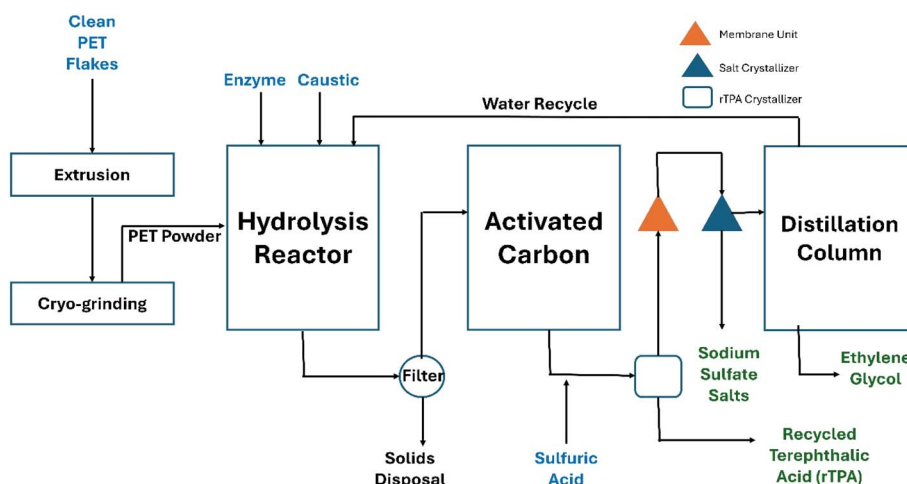 Clean
PET
Flakes
Membrane Unit
Salt Crystallizer
rTPA Crystallizer
Enzyme
Caustic
Water Recycle
Extrusion
PET Powder
Cryo-grinding
Hydrolysis
Reactor
Activated
Carbon
Distillation
Column
Filter
Solids
Disposal
Sulfuric
Acid
Sodium
Sulfate
Salts
Ethylene
Glycol
Recycled
Terephthalic
Acid (rTPA)